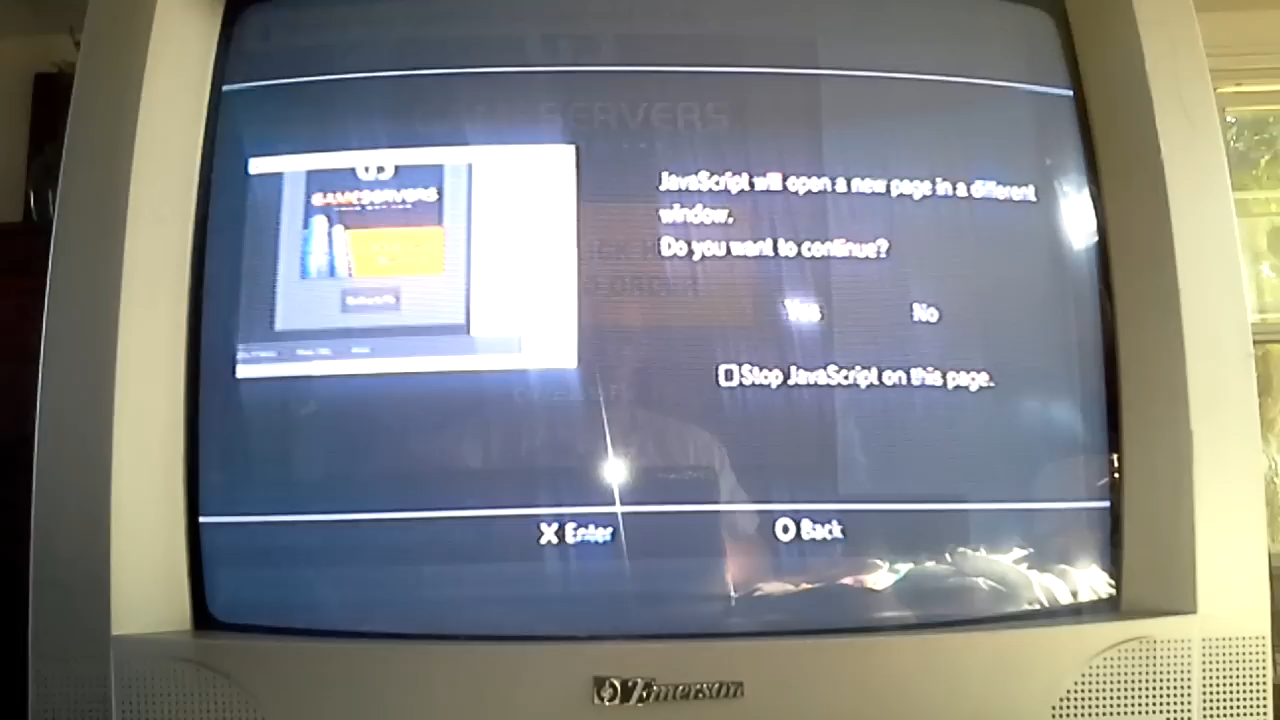 SERVERS
GAMESERVERS
JavaScript will open a new page in a different
window.
Do you want to continue?
Yes No
Stop JavaScript on this page.
X Enter O Back
Emerson